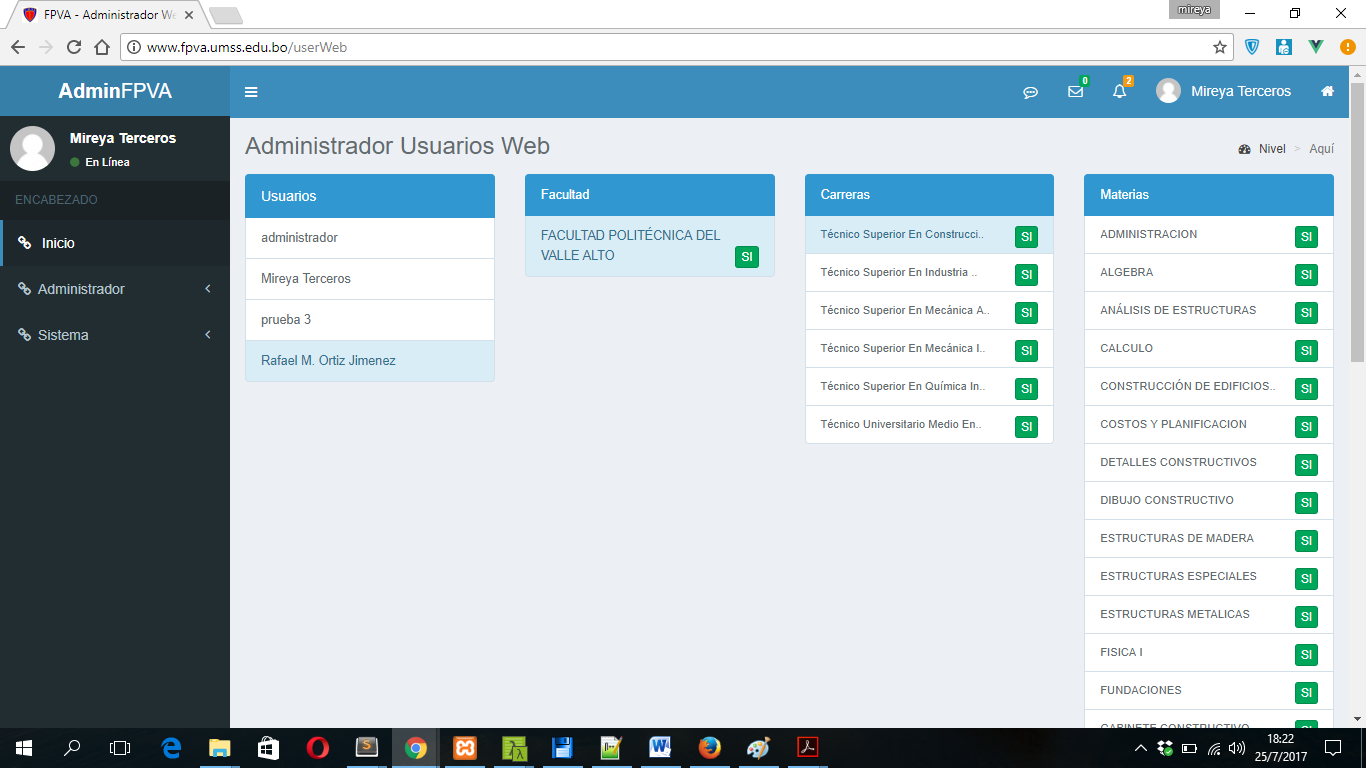 FPVA - Administrador We
mireya
www.fpva.umss.edu.bo/userWeb
AdminFPVA
0
2
Mireya Terceros
Mireya Terceros
En Línea
ENCABEZADO
Inicio
Administrador
Sistema
Administrador Usuarios Web
Nivel > Aquí
Usuarios
administrador
Mireya Terceros
prueba 3
Rafael M. Ortiz Jimenez
Facultad
FACULTAD POLITÉCNICA DEL
VALLE ALTO SI
Carreras
Técnico Superior En Construcci.. SI
Técnico Superior En Industria .. SI
Técnico Superior En Mecánica A.. SI
Técnico Superior En Mecánica I.. SI
Técnico Superior En Química In.. SI
Técnico Universitario Medio En.. SI
Materias
ADMINISTRACION SI
ALGEBRA SI
ANÁLISIS DE ESTRUCTURAS SI
CALCULO SI
CONSTRUCCIÓN DE EDIFICIOS.. SI
COSTOS Y PLANIFICACION SI
DETALLES CONSTRUCTIVOS SI
DIBUJO CONSTRUCTIVO SI
ESTRUCTURAS DE MADERA SI
ESTRUCTURAS ESPECIALES SI
ESTRUCTURAS METALICAS SI
FISICA I SI
FUNDACIONES SI
GABINETE CONSTRUCTIVO
18:22
25/7/2017